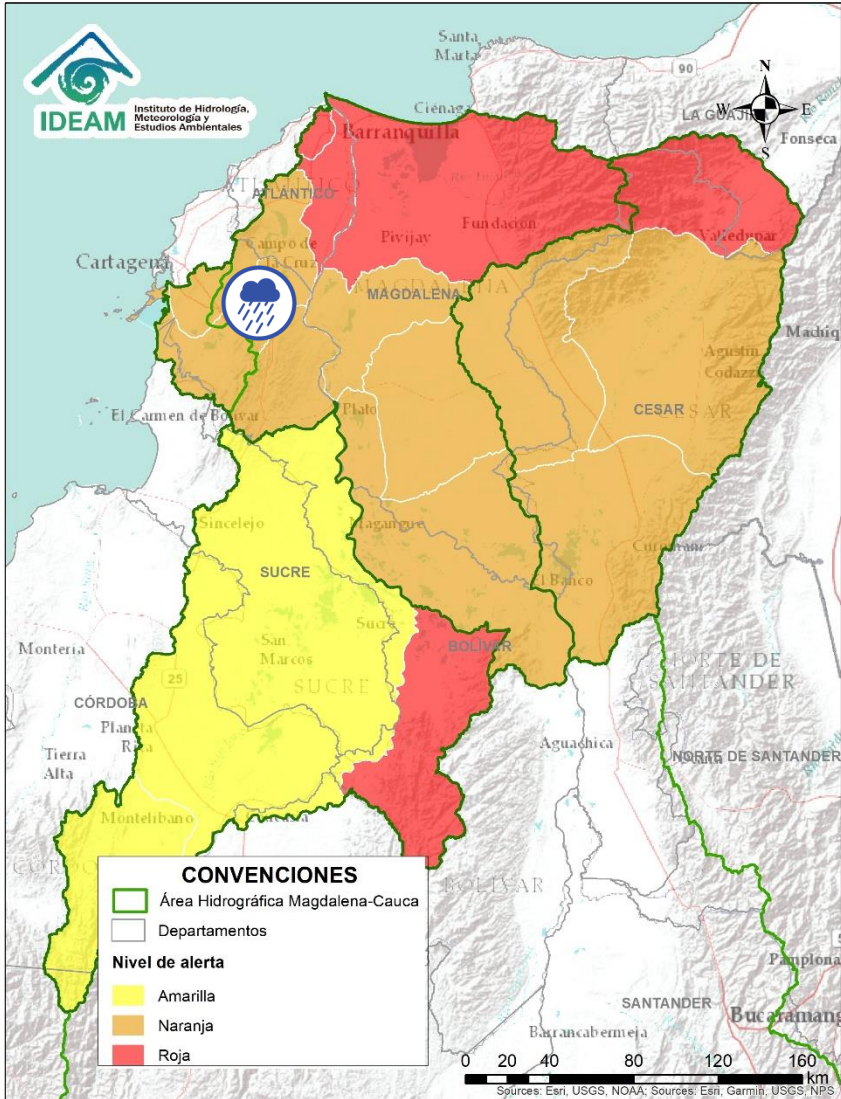 IDEAM
Instituto de Hidrología,
Meteorología y
Estudios Ambientales
Santa
Marta
90
N
W
E
S
Ciénaga
LA GUAJIR
Fonseca
Barranquilla
ATLÁNTICO
Fundación
Pivijay
Valledupar
Campo de
la Cruz
Cartagena
MAGDALENA
Machiq
Agustín
Codazzi
El Carmen de Bolívar
Plato
CESAR
Sincelejo
Magangue
SUCRE
El Banco
Sucre
San
Marcos
SUCRE
BOLÍVAR
Montería
25
NORTE DE
SANTANDER
CÓRDOBA
Planeta
Rica
Aguachica
Tierra
Alta
NORTE DE SANTANDER
Montelíbano
BOLÍVAR
CONVENCIONES
Área Hidrográfica Magdalena-Cauca
Departamentos
Nivel de alerta
Amarilla
Naranja
Roja
Pamplona
SANTANDER
Bucaramang
Barrancabermeja
0 20 40 80 120 160
km
Sources: Esri, USGS, NOAA; Sources: Esri, Garmin, USGS, NPS